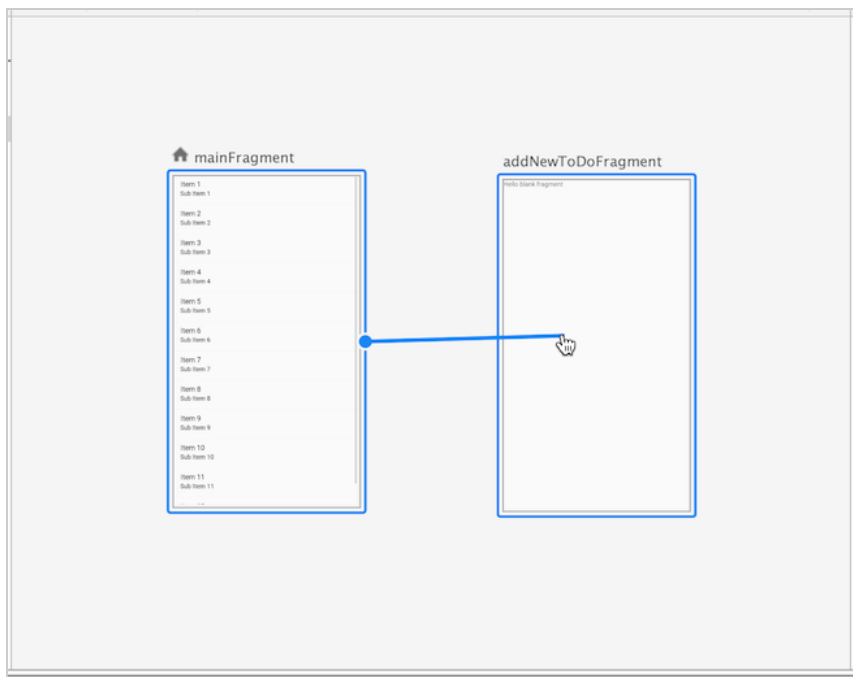 mainFragment
Item 1
Sub Item 1
Item 2
Sub Item 2
Item 3
Sub Item 3
Item 4
Sub Item 4
Item 5
Sub Item 5
Item 6
Sub Item 6
Item 7
Sub Item 7
Item 8
Sub Item 8
Item 9
Sub Item 9
Item 10
Sub Item 10
Item 11
Sub Item 11
addNewToDoFragment
Hello blank fragment